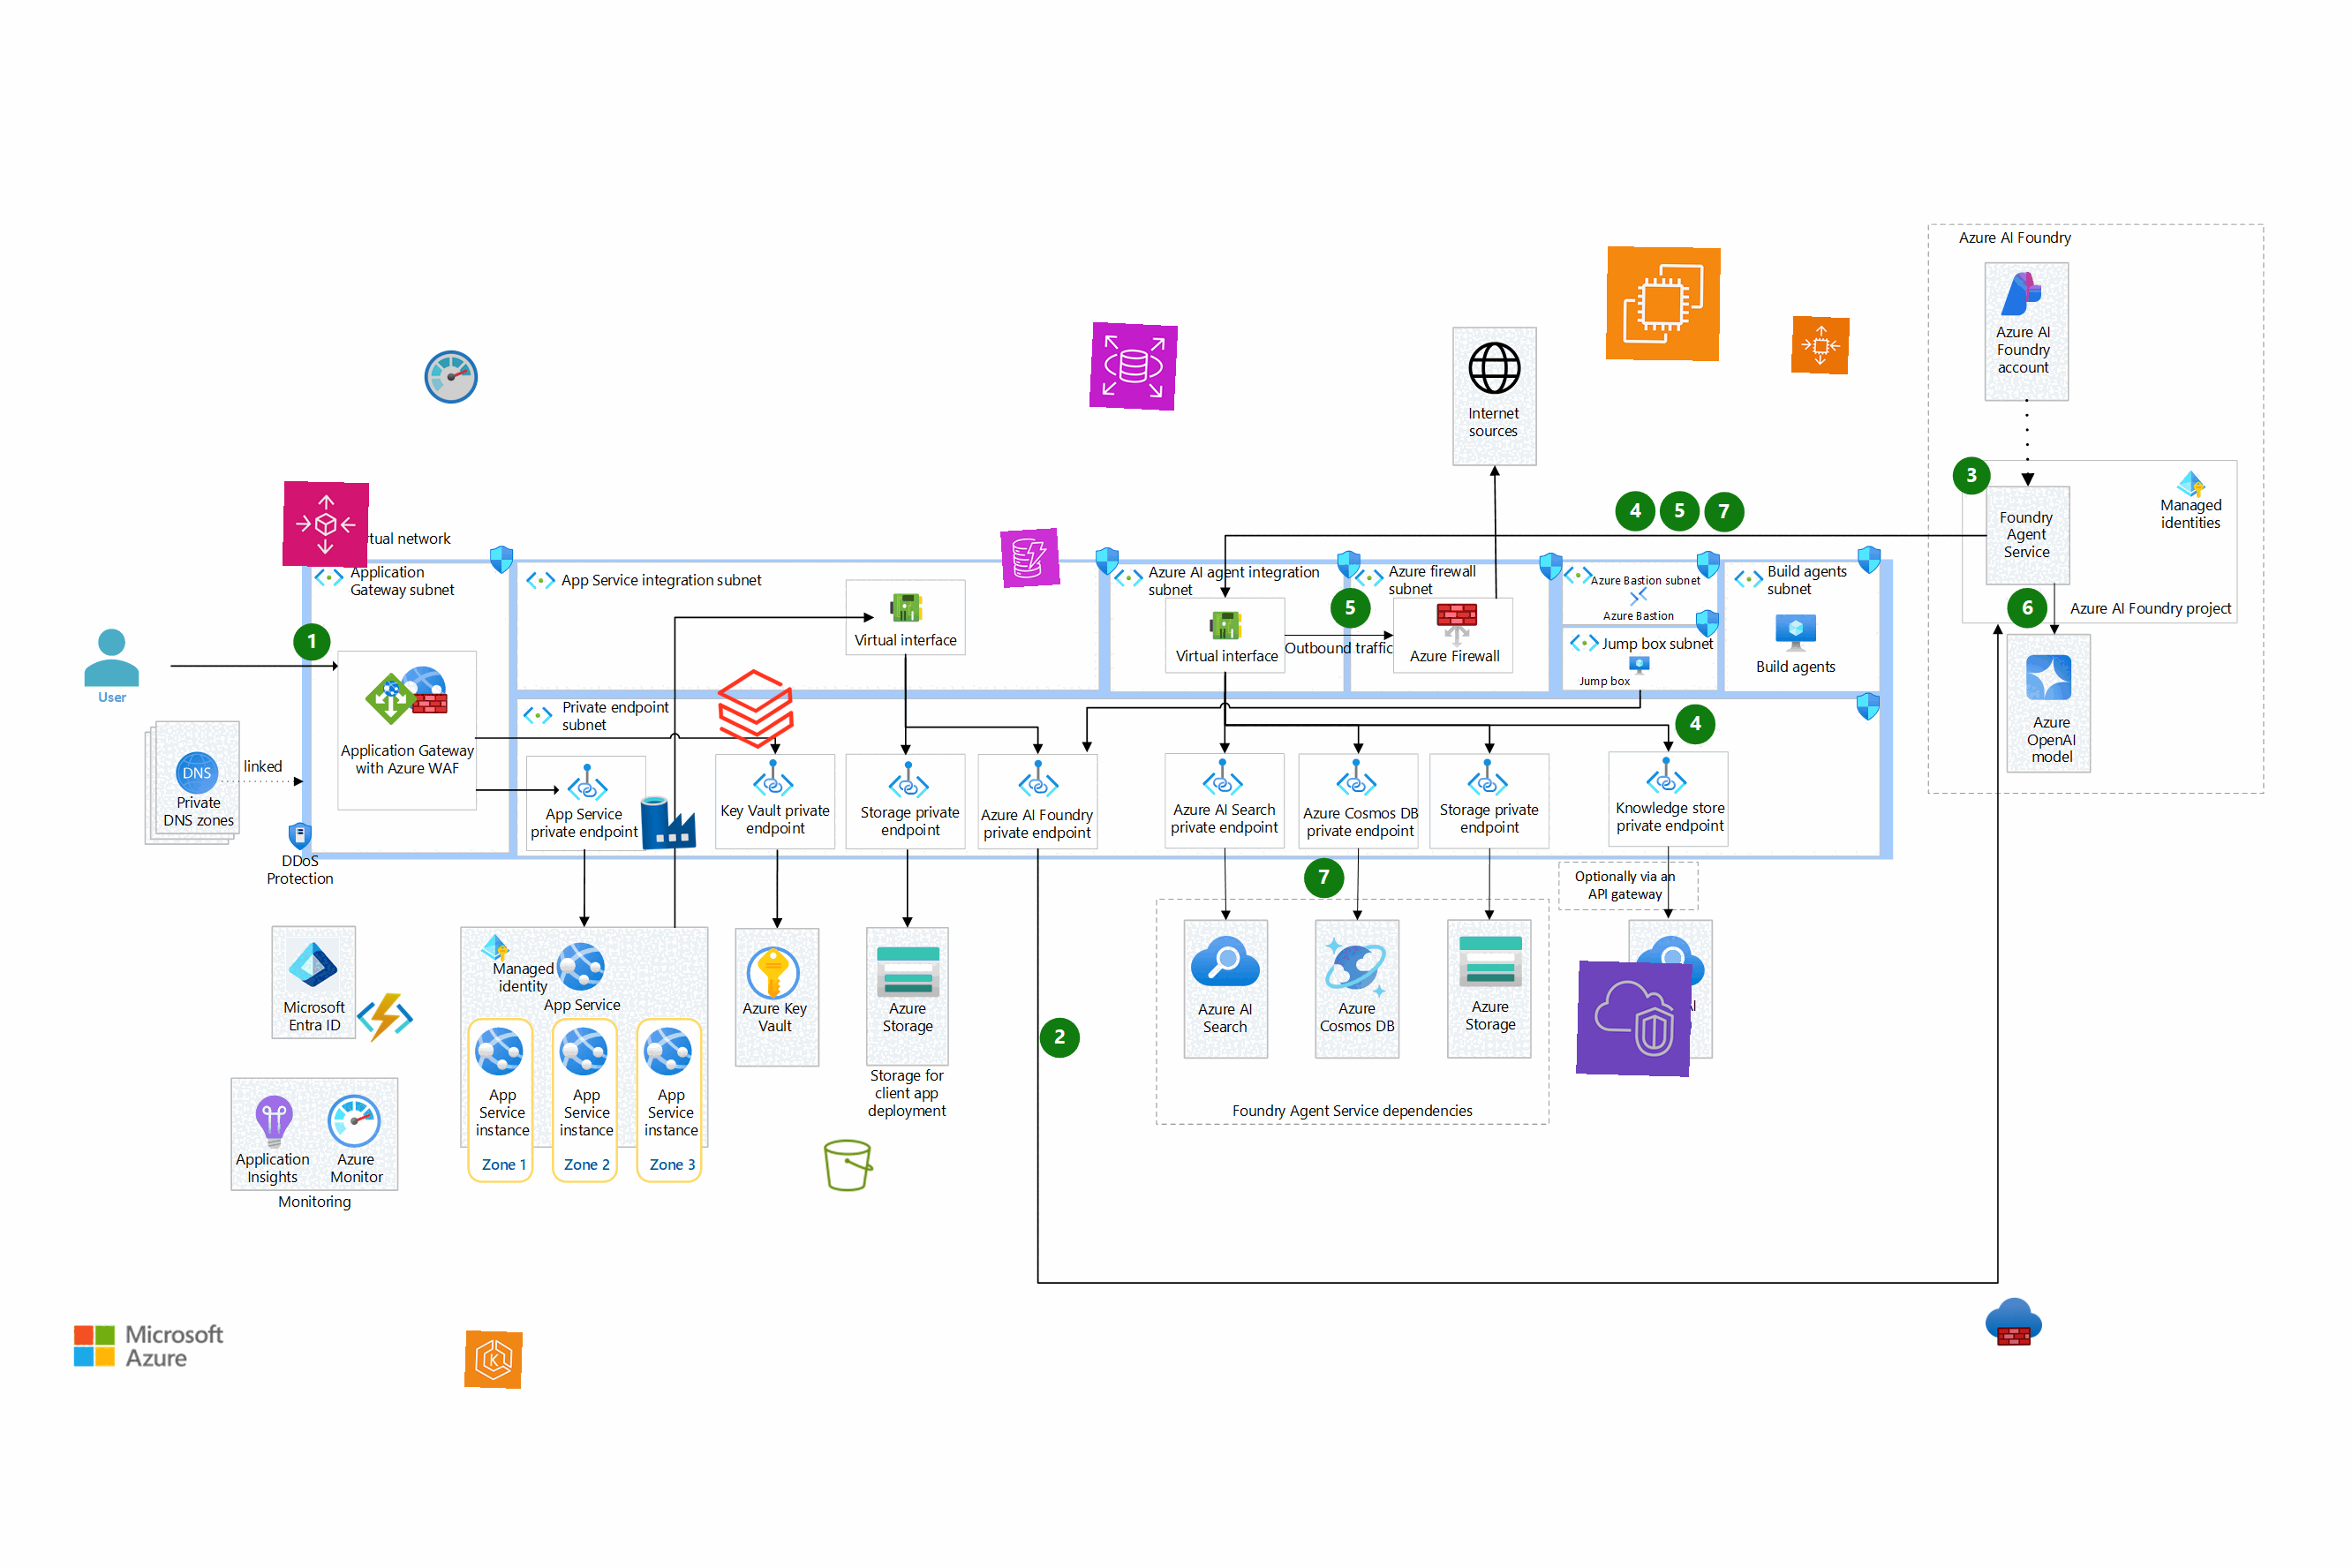 Azure AI Foundry
Azure AI
Foundry
account
Internet
sources
3
Managed
identities
4 5 7
Foundry
Agent
Service
network
Application
Gateway subnet
App Service integration subnet
Azure AI agent integration
subnet
Azure firewall
subnet
Azure Bastion subnet
Azure Bastion
Build agents
subnet
6
Azure AI Foundry project
1
Virtual interface
Virtual interface
5
Outbound traffic
Azure Firewall
Jump box subnet
Jump box
Build agents
User
Private endpoint
subnet
4
Azure
OpenAI
model
Application Gateway
with Azure WAF
linked
DNS
Private
DNS zones
App Service
private endpoint
Key Vault private
endpoint
Storage private
endpoint
Azure AI Foundry
private endpoint
Azure AI Search
private endpoint
Azure Cosmos DB
private endpoint
Storage private
endpoint
Knowledge store
private endpoint
DDoS
Protection
7
Optionally via an
API gateway
Microsoft
Entra ID
Managed
identity
App Service
Azure Key
Vault
Azure
Storage
2
Azure AI
Search
Azure
Cosmos DB
Azure
Storage
Storage for
client app
deployment
App
Service
instance
App
Service
instance
App
Service
instance
Zone 1
Zone 2
Zone 3
Foundry Agent Service dependencies
Application
Insights
Azure
Monitor
Monitoring
Microsoft
Azure
K